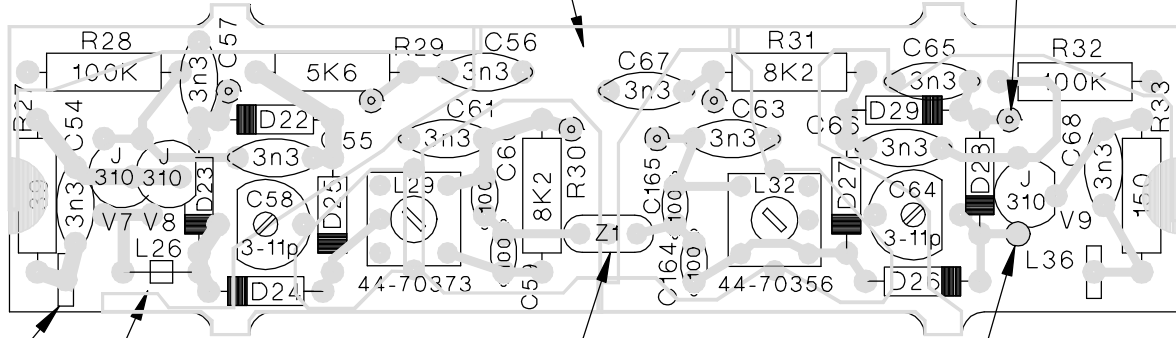 R28
100K
R27
C54
3n3
39
C57
3n3
5K6
R29
C56
3n3
D22
C55
3n3
C61
3n3
J
310
J
310
V7
V8
D23
L26
C58
3-11p
D25
D24
L29
44-70373
100
100
C59
8K2
R30
Z1
C67
3n3
R31
8K2
C63
3n3
C165
100
C164
100
L32
44-70356
C65
3n3
D29
3n3
D27
C64
3-11p
D26
D28
R32
100K
J
310
V9
C68
3n3
R33
150
L36